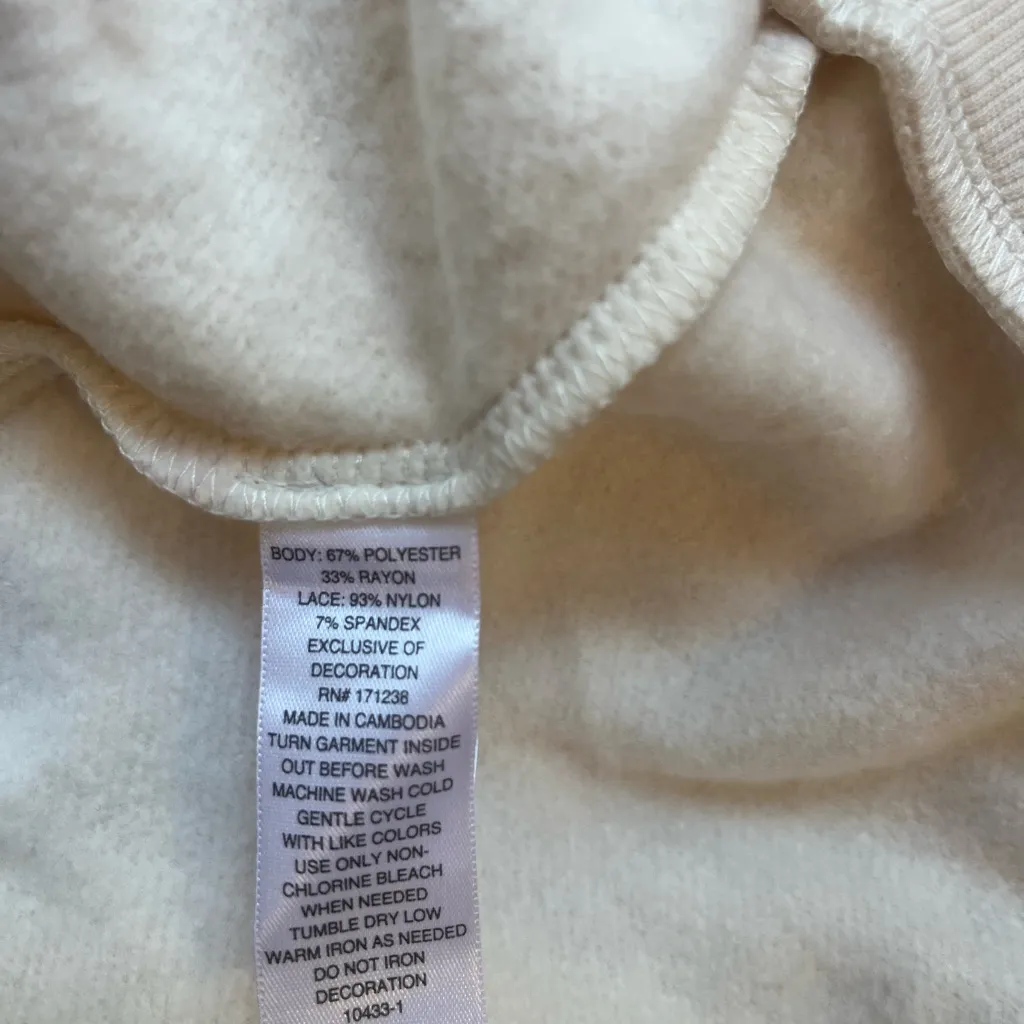 BODY: 67% POLYESTER
33% RAYON
LACE: 93% NYLON
7% SPANDEX
EXCLUSIVE OF
DECORATION
RN# 171238
MADE IN CAMBODIA
TURN GARMENT INSIDE
OUT BEFORE WASH
MACHINE WASH COLD
GENTLE CYCLE
WITH LIKE COLORS
USE ONLY NON-
CHLORINE BLEACH
WHEN NEEDED
TUMBLE DRY LOW
WARM IRON AS NEEDED
DO NOT IRON
DECORATION
10433-1